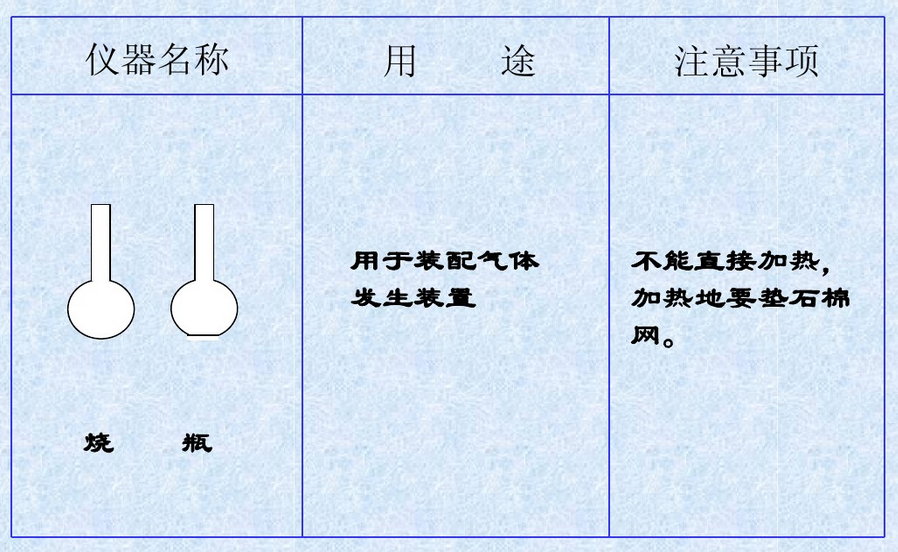 仪器名称 用 途 注意事项
用于装配气体
发生装置
不能直接加热，
加热地要垫石棉
网。
烧 瓶